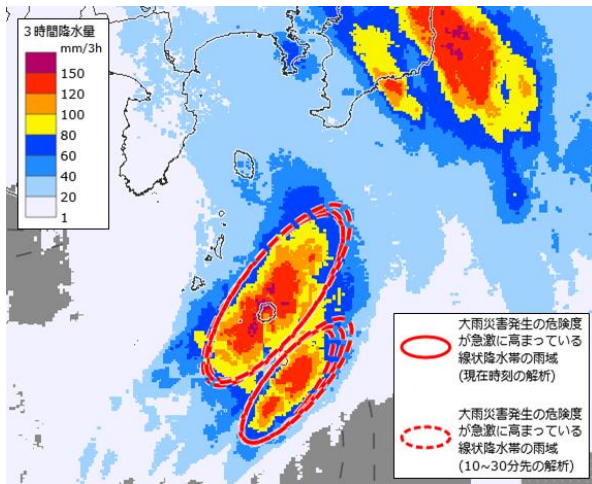 3時間降水量
mm/3h
150
120
100
80
60
40
20
1
大雨災害発生の危険度
が急激に高まっている
線状降水帯の雨域
(現在時刻の解析)
大雨災害発生の危険度
が急激に高まっている
線状降水帯の雨域
(10~30分先の解析)